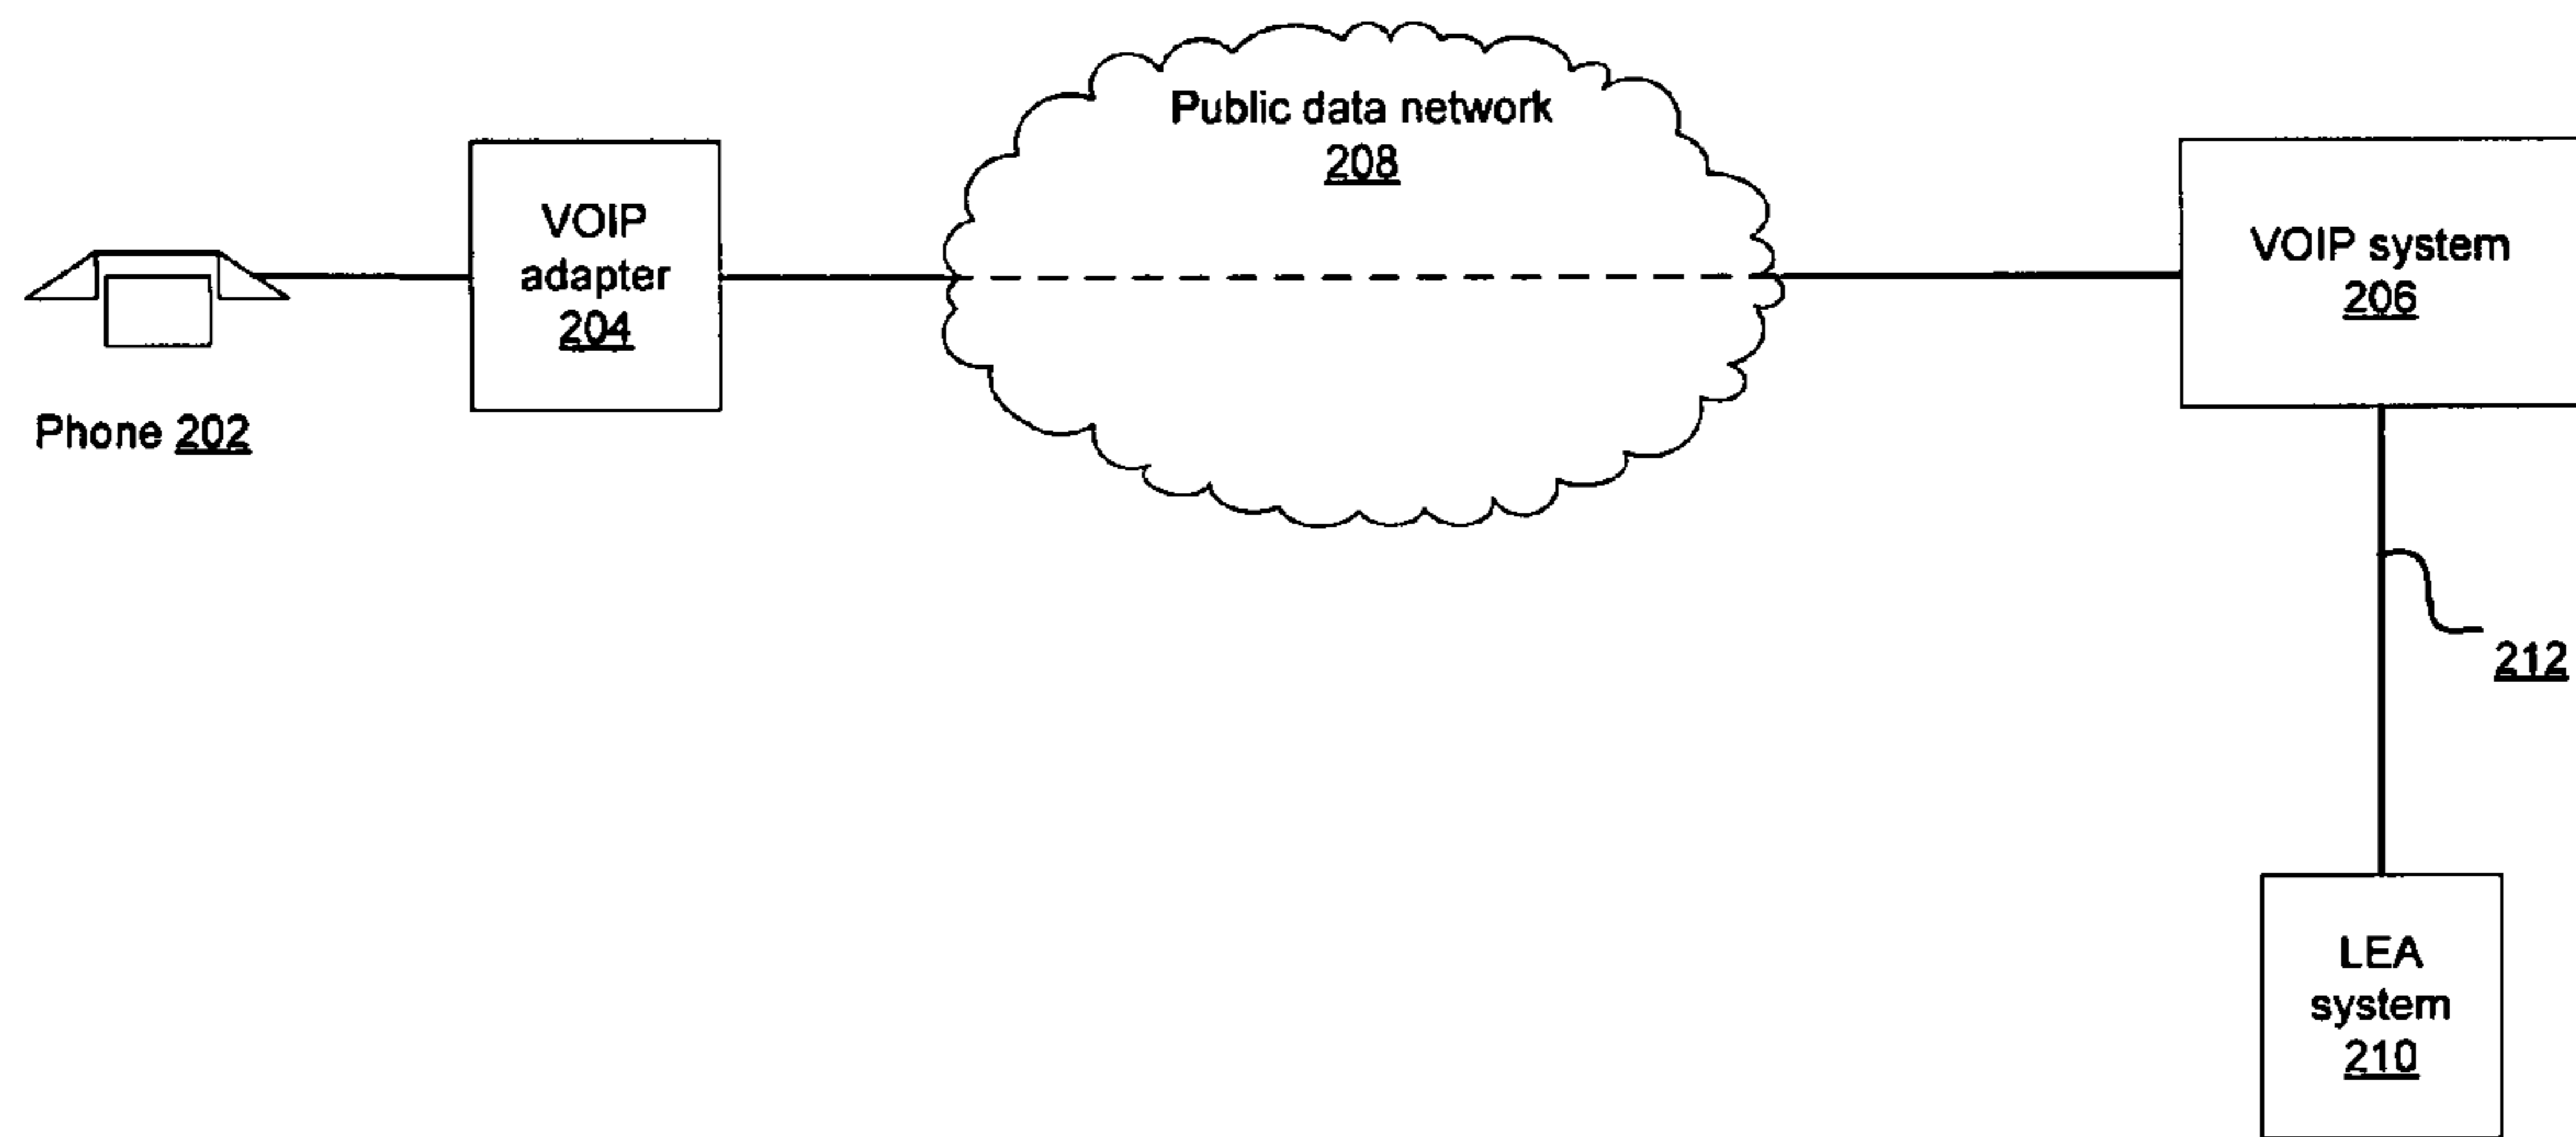 Public data network
208
VOIP
adapter
204
VOIP system
206
Phone 202
212
LEA
system
210